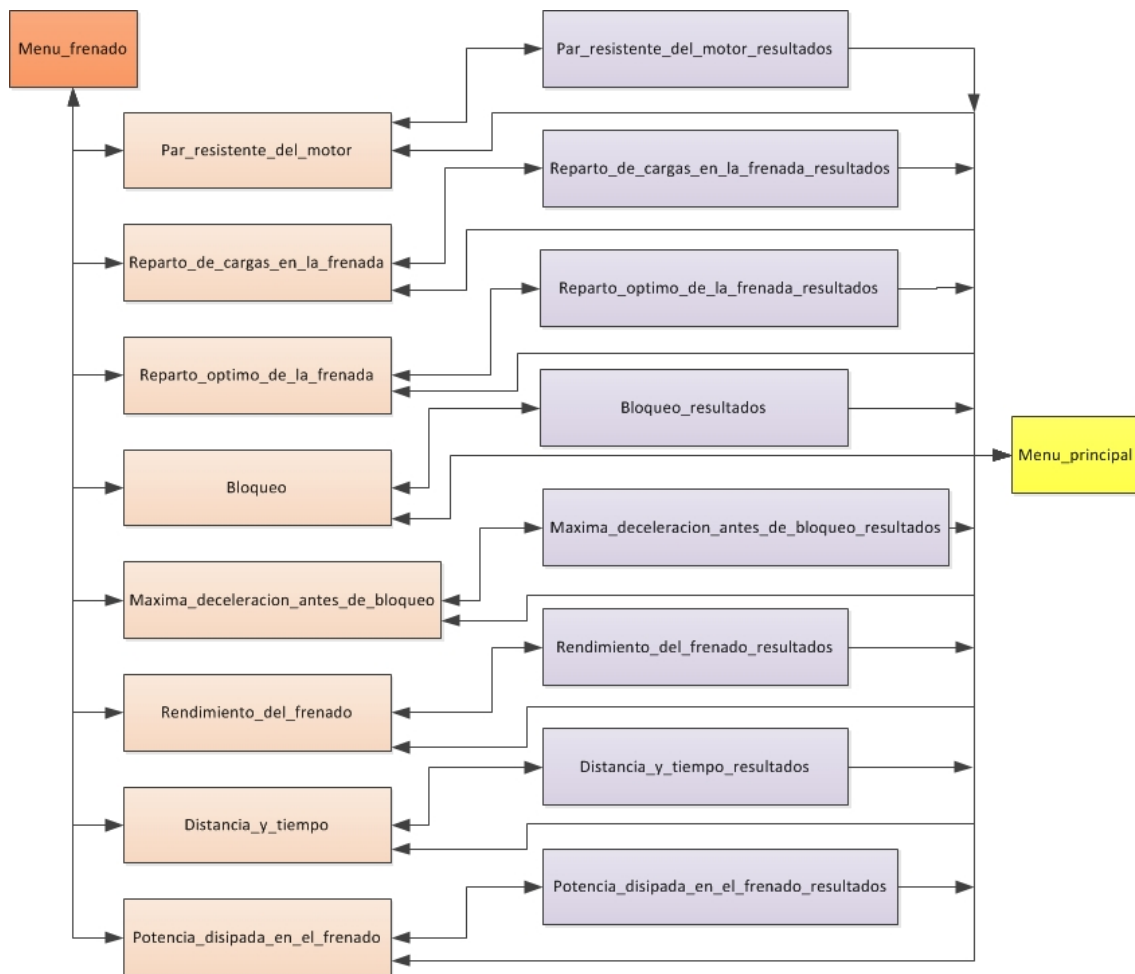 Menu_frenado
Par_resistente_del_motor_resultados
Par_resistente_del_motor
Reparto_de_cargas_en_la_frenada_resultados
Reparto_de_cargas_en_la_frenada
Reparto_optimo_de_la_frenada_resultados
Reparto_optimo_de_la_frenada
Bloqueo_resultados
Menu_principal
Bloqueo
Maxima_deceleracion_antes_de_bloqueo_resultados
Maxima_deceleracion_antes_de_bloqueo
Rendimiento_del_frenado_resultados
Rendimiento_del_frenado
Distancia_y_tiempo_resultados
Distancia_y_tiempo
Potencia_disipada_en_el_frenado_resultados
Potencia_disipada_en_el_frenado